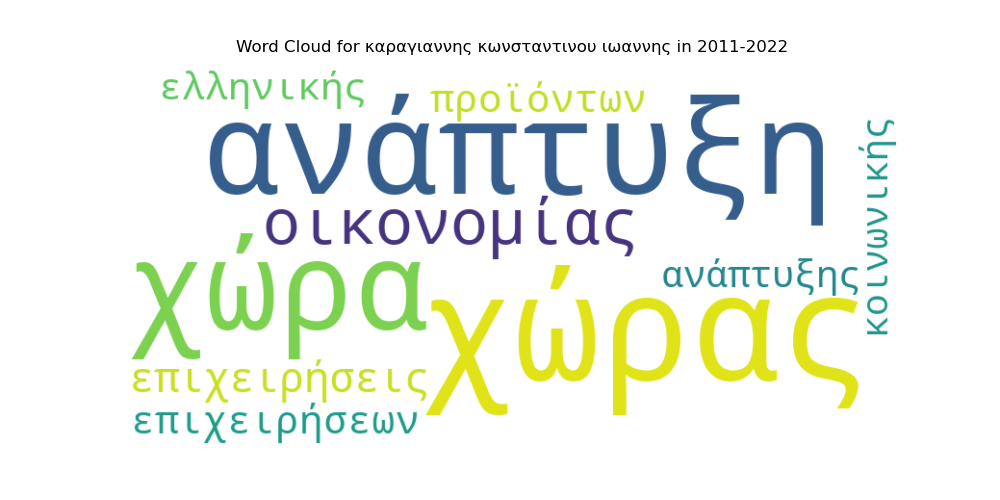 Word Cloud for καραγιαννης κωνσταντινου ιωαννης in 2011-2022
ελληνικής
προϊόντων
ανάπτυξη
κοινωνικής
οικονομίας
χώρα
ανάπτυξης
χώρας
επιχειρήσεις
επιχειρήσεων